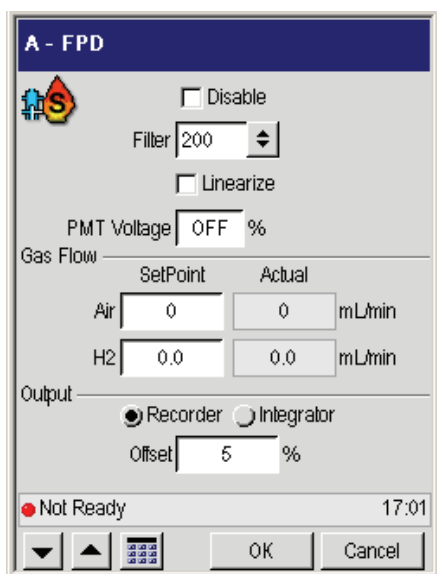 A - FPD
S
Disable
Filter 200
Linearize
PMT Voltage OFF %
Gas Flow
SetPoint Actual
Air 0 0 mL/min
H2 0.0 0.0 mL/min
Output
Recorder Integrator
Offset 5 %
Not Ready 17:01
OK Cancel